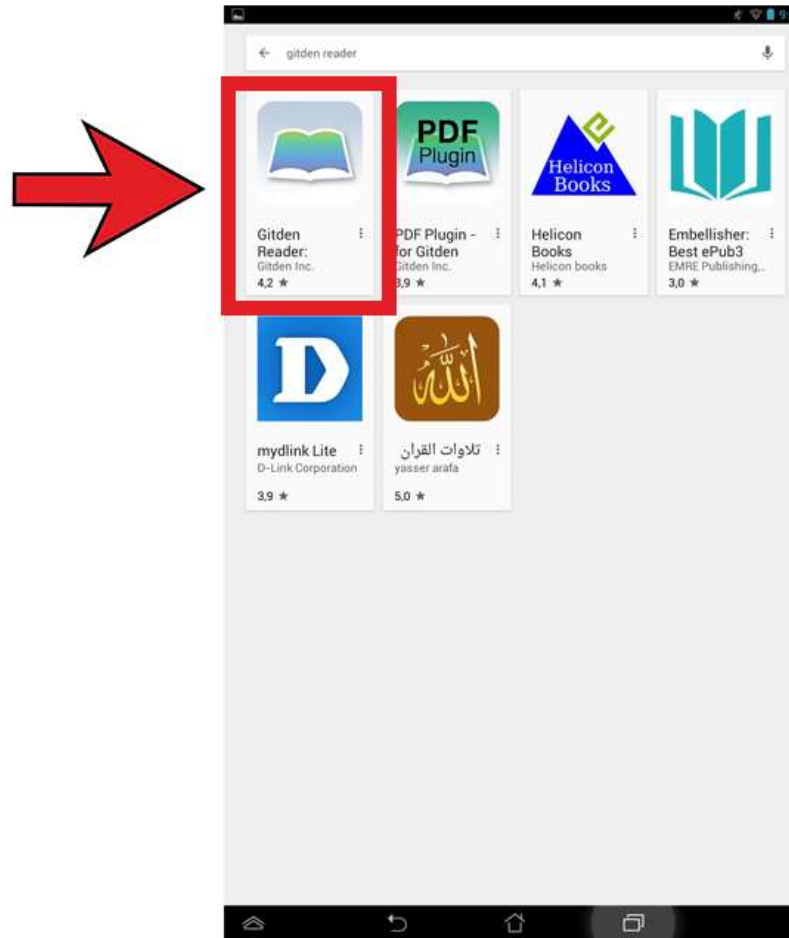 9:
gitden reader
PDF
Plugin
Helicon
Books
Gitden
Reader:
Gitden Inc.
4,2 ★
PDF Plugin -
for Gitden
Gitden Inc.
3,9 ★
Helicon
Books
Helicon books
4,1 ★
Embellisher:
Best ePub3
EMRE Publishing,..
3,0 ★
D
الله
mydlink Lite
D-Link Corporation
3,9 ★
تلاوات القران
yasser arafa
5,0 ★